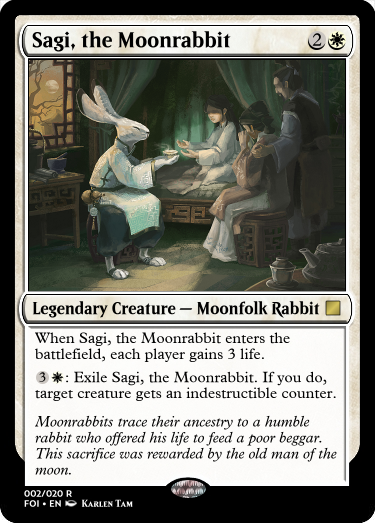 Sagi, the Moonrabbit 2
Legendary Creature — Moonfolk Rabbit
When Sagi, the Moonrabbit enters the
battlefield, each player gains 3 life.
3: Exile Sagi, the Moonrabbit. If you do,
target creature gets an indestructible counter.
Moonrabbits trace their ancestry to a humble
rabbit who offered his life to feed a poor beggar.
This sacrifice was rewarded by the old man of the
moon.
002/020 R
FOI • EN Karlen Tam